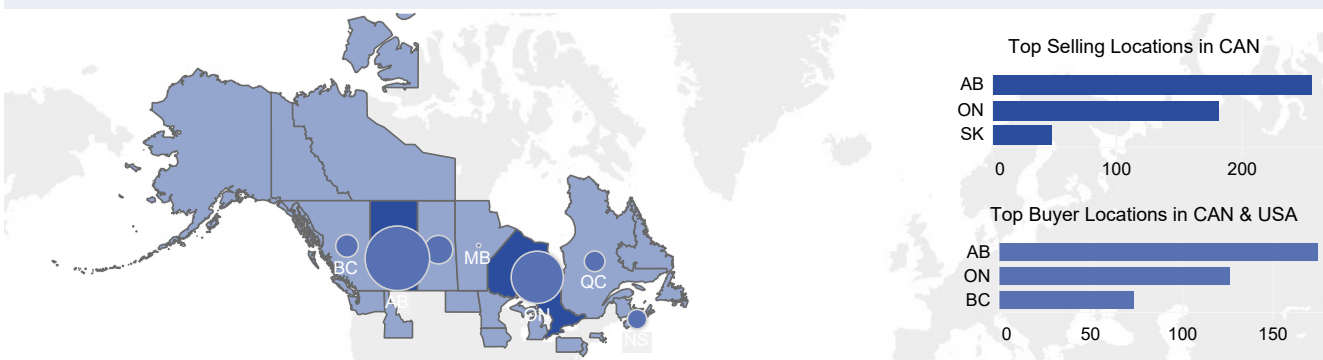 Top Selling Locations in CAN
AB
ON
SK
0 100 200
BC
AB
MB
ON
QC
NS
Top Buyer Locations in CAN & USA
AB
ON
BC
0 50 100 150